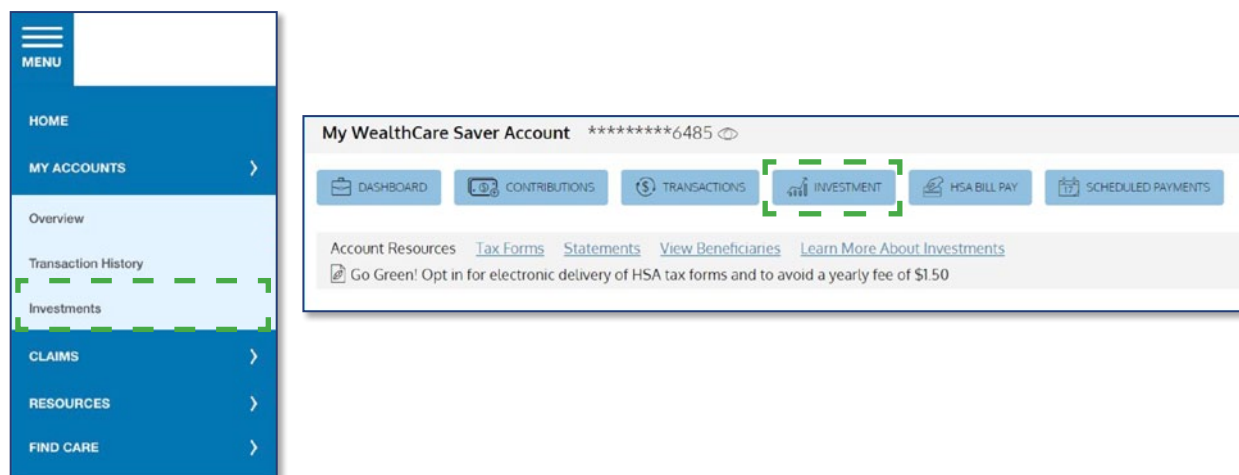 MENU
HOME
MY ACCOUNTS
Overview
Transaction History
Investments
CLAIMS
RESOURCES
FIND CARE
My WealthCare Saver Account *********6485
DASHBOARD CONTRIBUTIONS TRANSACTIONS INVESTMENT HSA BILL PAY SCHEDULED PAYMENTS
Account Resources Tax Forms Statements View Beneficiaries Learn More About Investments
Go Green! Opt in for electronic delivery of HSA tax forms and to avoid a yearly fee of $1.50